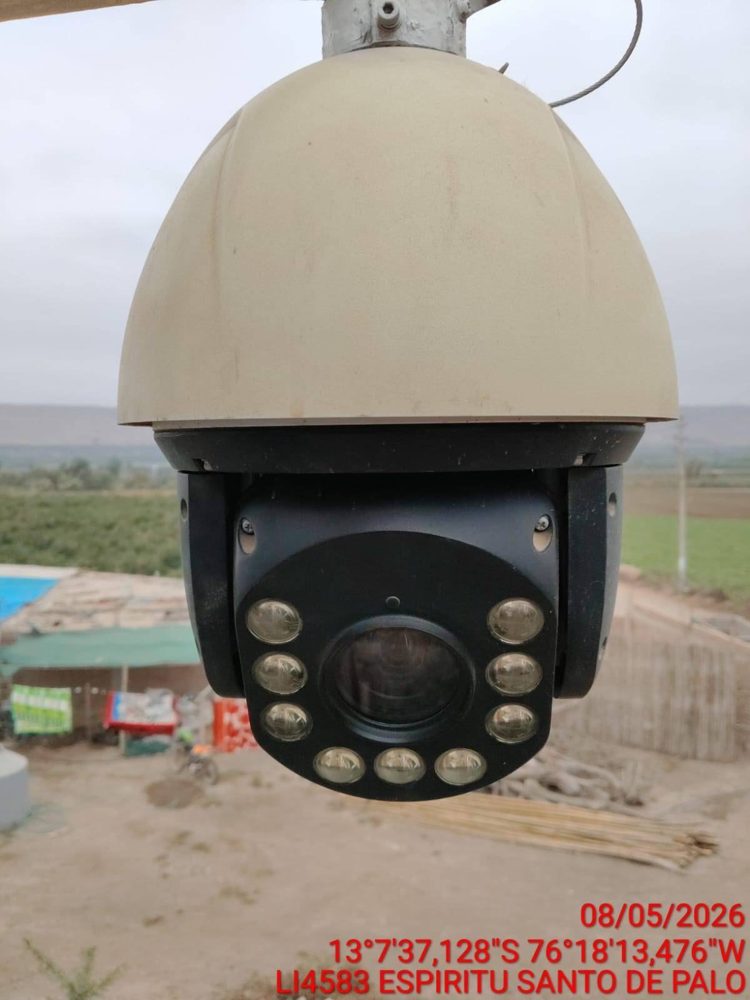 08/05/2026
13°7'37,128"S 76°18'13,476"W
LI4583 ESPIRITU SANTO DE PALO